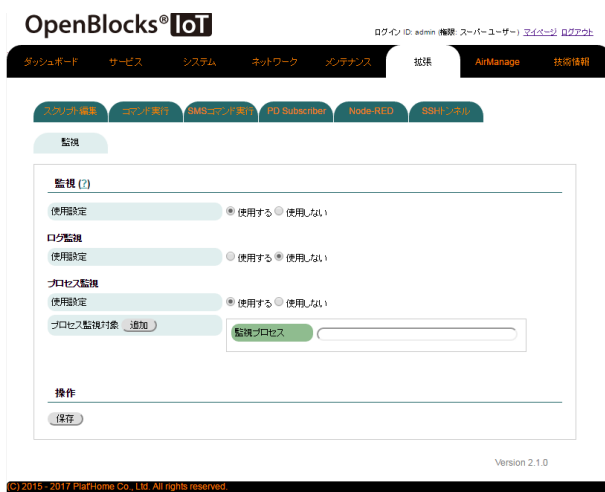 OpenBlocks® IoT
ログイン ID: admin (権限: スーパーユーザー) マイページ ログアウト
ダッシュボード サービス システム ネットワーク メンテナンス 拡張 AirManage 技術情報
スクリプト編集 コマンド実行 SMSコマンド実行 PD Subscriber Node-RED SSHトンネル
監視
監視 (?)
使用設定 使用する 使用しない
ログ監視
使用設定 使用する 使用しない
プロセス監視
使用設定 使用する 使用しない
プロセス監視対象 追加 監視プロセス
操作
保存
Version 2.1.0
(C) 2015 - 2017 Plat'Home Co., Ltd. All rights reserved.